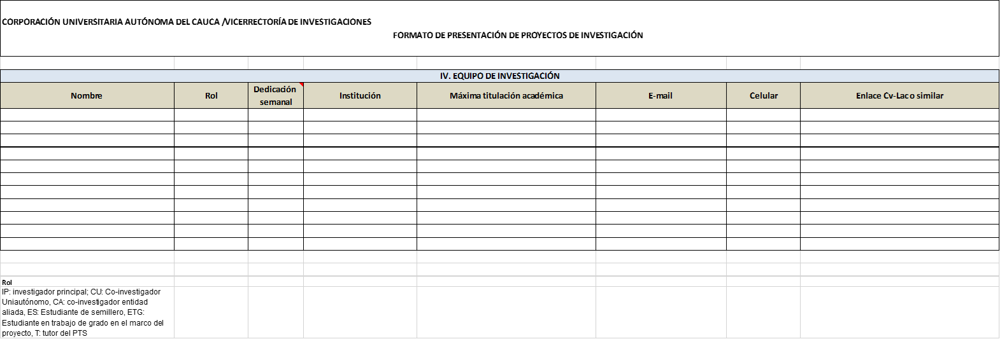 CORPORACIÓN UNIVERSITARIA AUTÓNOMA DEL CAUCA /VICERRECTORÍA DE INVESTIGACIONES
FORMATO DE PRESENTACIÓN DE PROYECTOS DE INVESTIGACIÓN
IV. EQUIPO DE INVESTIGACIÓN
Nombre Rol Dedicación semanal Institución Máxima titulación académica E-mail Celular Enlace Cv-Lac o similar
Rol
IP: investigador principal; CU: Co-investigador
Uniautónomo, CA: co-investigador entidad
aliada, ES: Estudiante de semillero, ETG:
Estudiante en trabajo de grado en el marco del
proyecto, T: tutor del PTS